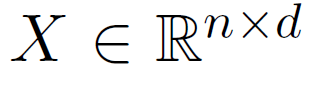 X ∈ ℝ^{n×d}